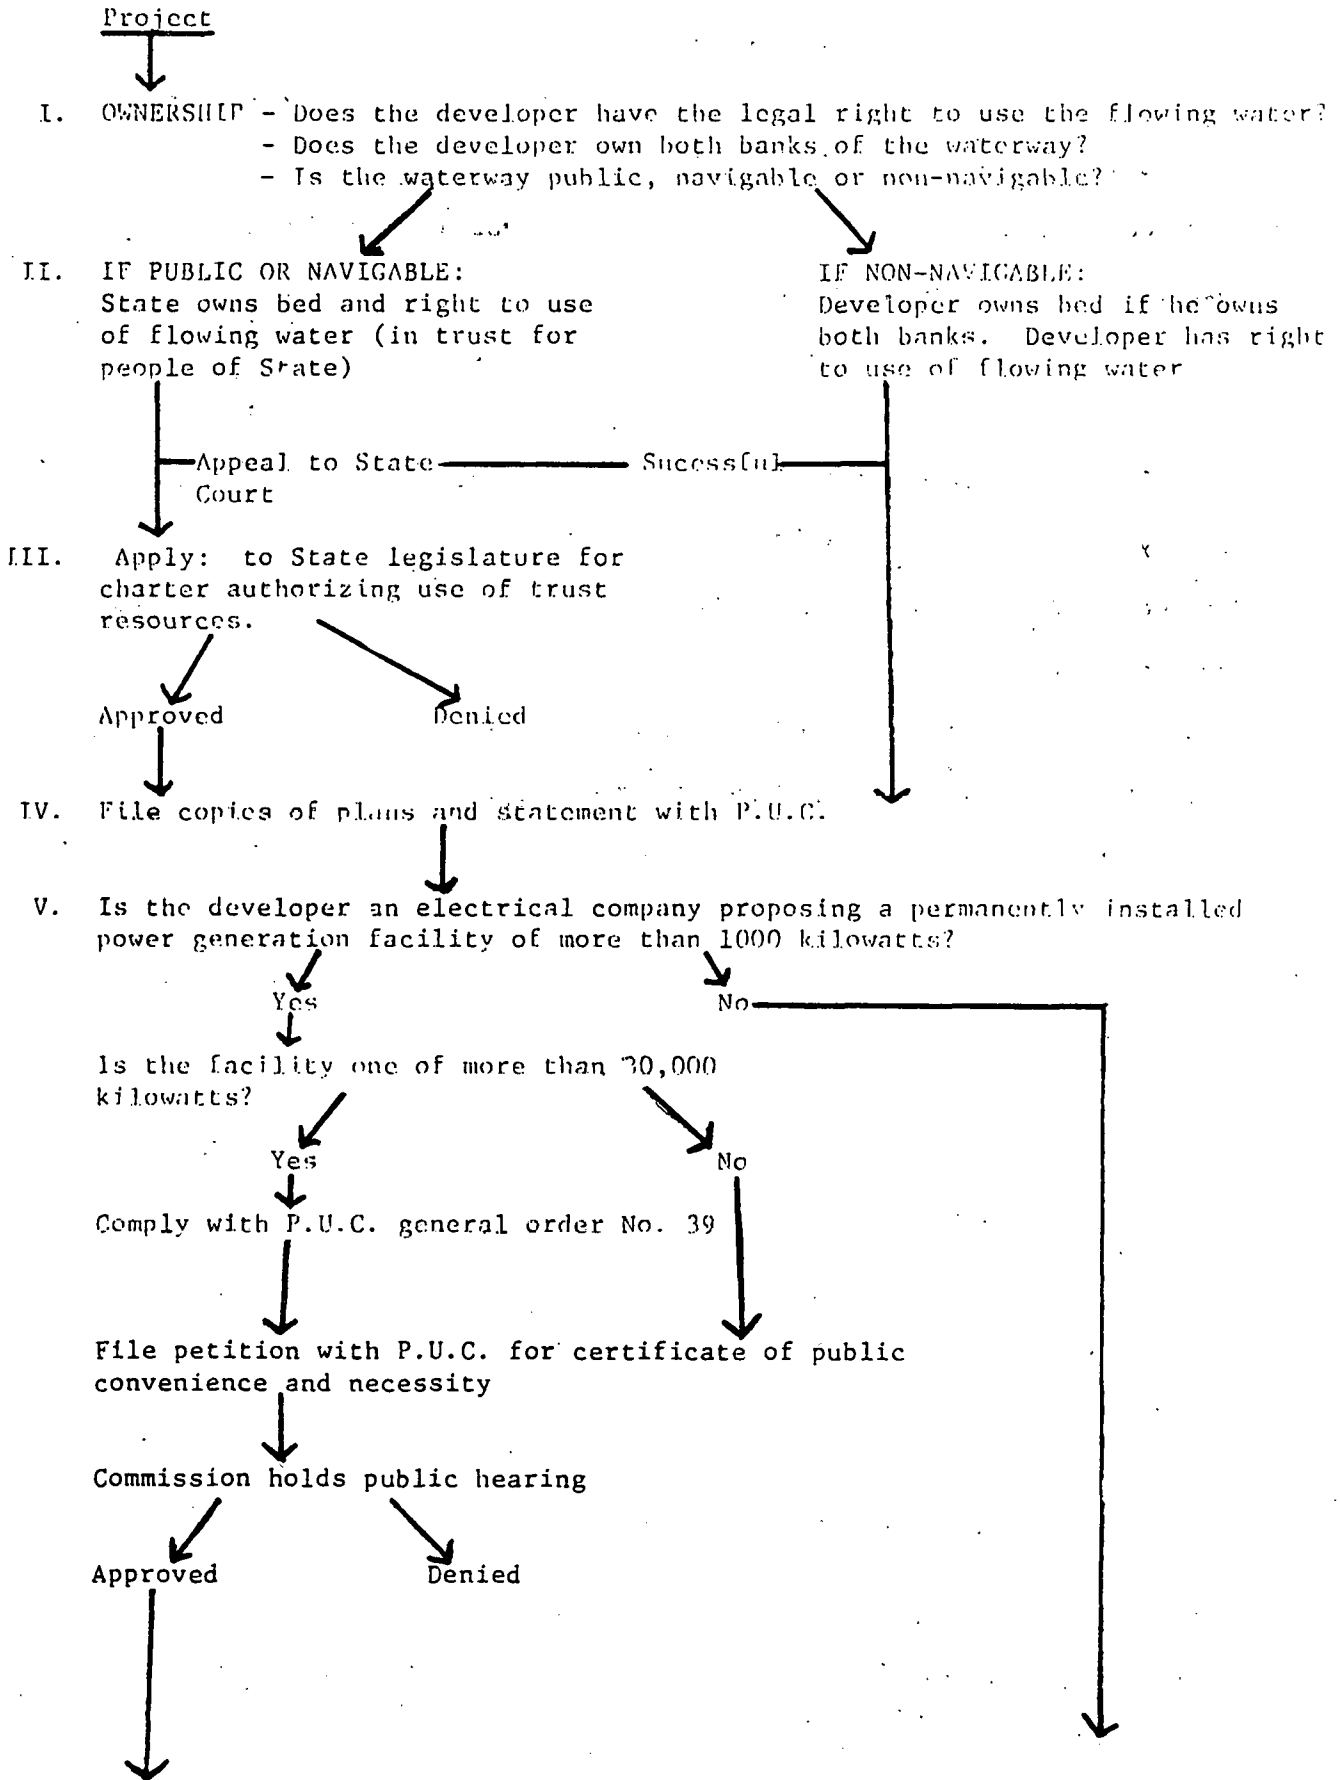 Project
I. OWNERSHIP - Does the developer have the legal right to use the flowing water?
- Does the developer own both banks of the waterway?
- Is the waterway public, navigable or non-navigable?
II. IF PUBLIC OR NAVIGABLE:
State owns bed and right to use
of flowing water (in trust for
people of State)
IF NON-NAVIGABLE:
Developer owns bed if he owns
both banks. Developer has right
to use of flowing water
Appeal to State
Court
Sucessful
III. Apply: to State legislature for
charter authorizing use of trust
resources.
Approved
Denied
IV. File copies of plans and statement with P.U.C.
V. Is the developer an electrical company proposing a permanently installed
power generation facility of more than 1000 kilowatts?
Yes
No
Is the facility one of more than 30,000
kilowatts?
Yes
No
Comply with P.U.C. general order No. 39
File petition with P.U.C. for certificate of public
convenience and necessity
Commission holds public hearing
Approved
Denied